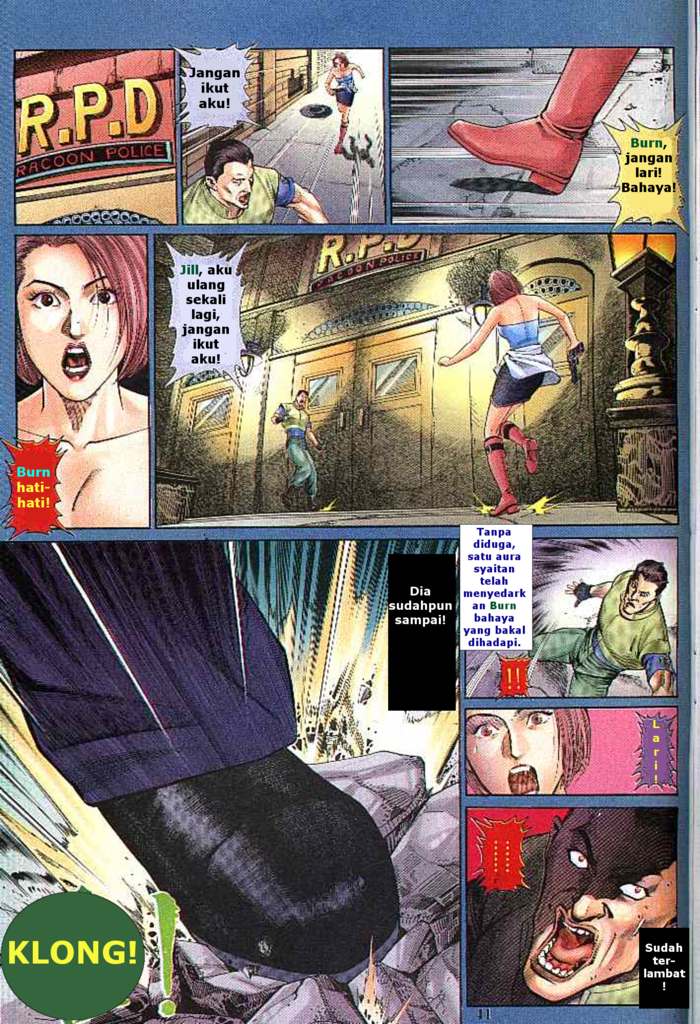 R.P.D
RACOON POLICE
Jangan
ikut
aku!
Burn,
jangan
lari!
Bahaya!
Burn
hati-
hati!
Jill, aku
ulang
sekali
lagi,
jangan
ikut
aku!
R.P.D
RACOON POLICE
KLONG!
!
Dia
sudahpun
sampai!
Tanpa
diduga,
satu aura
syaitan
telah
menyedark
an Burn
bahaya
yang bakal
dihadapi.
!!
L
a
r
i
!
Sudah
ter-
lambat
!
11